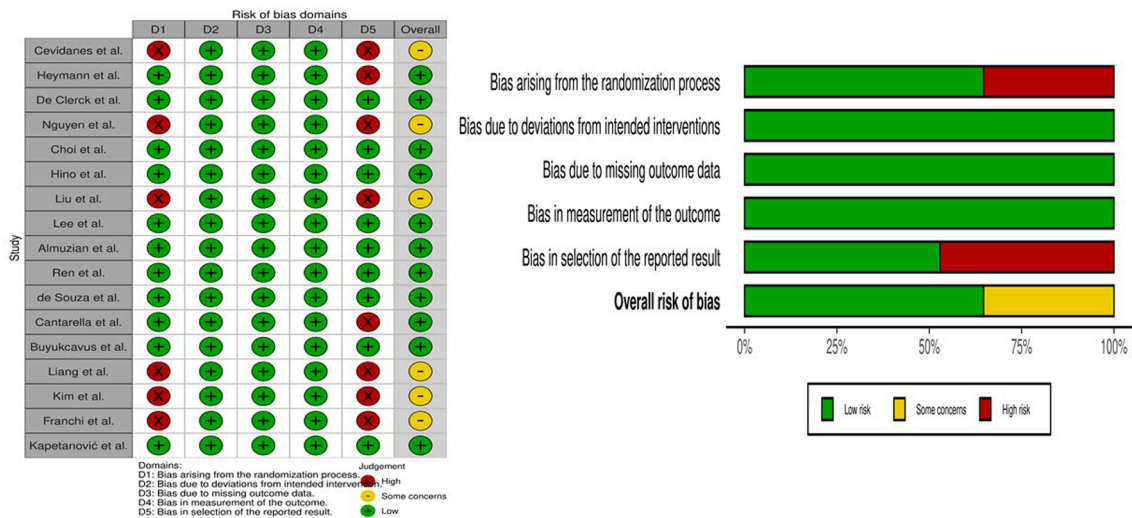 Risk of bias domains
D1 D2 D3 D4 D5 Overall
Study
Cevidanes et al. X + + + X -
Heymann et al. + + + + X +
De Clerck et al. + + + + + +
Nguyen et al. X + + + X -
Choi et al. + + + + + +
Hino et al. + + + + + +
Liu et al. X + + + X -
Lee et al. + + + + + +
Almuzian et al. + + + + + +
Ren et al. + + + + + +
de Souza et al. + + + + + +
Cantarella et al. + + + + X +
Buyukcavus et al. + + + + + +
Liang et al. X + + + X -
Kim et al. X + + + X -
Franchi et al. X + + + X -
Kapetanović et al. + + + + + +
Domains:
D1: Bias arising from the randomization process.
D2: Bias due to deviations from intended intervention.
D3: Bias due to missing outcome data.
D4: Bias in measurement of the outcome.
D5: Bias in selection of the reported result.
Judgement
X High
- Some concerns
+ Low
Bias arising from the randomization process
Bias due to deviations from intended interventions
Bias due to missing outcome data
Bias in measurement of the outcome
Bias in selection of the reported result
Overall risk of bias
0% 25% 50% 75% 100%
Low risk Some concerns High risk